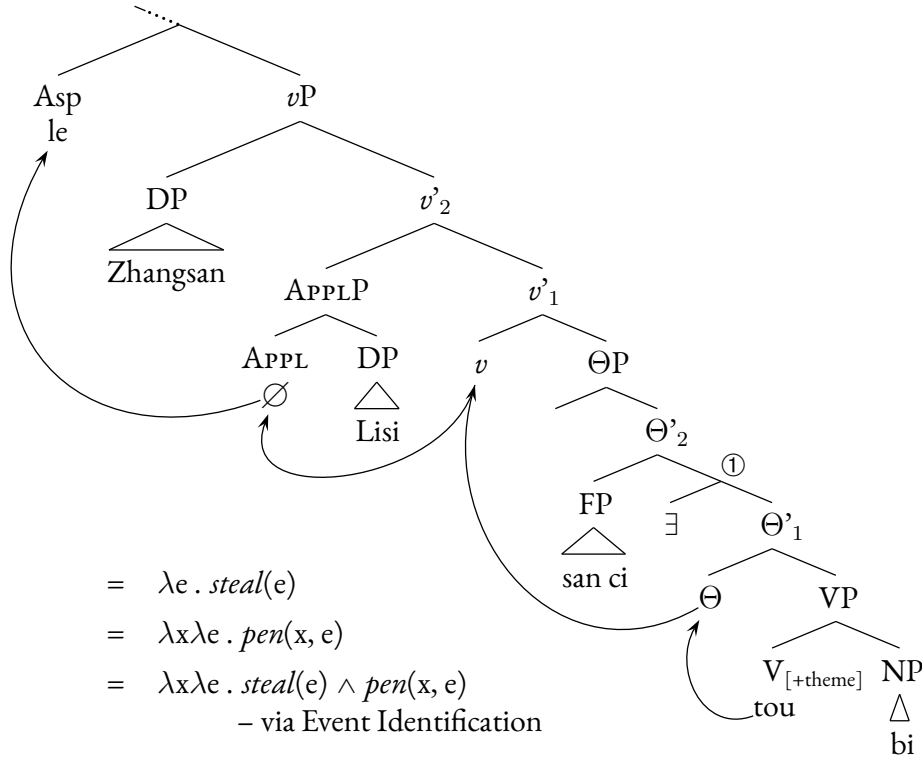 Asp
le
vP
DP
Zhangsan
v’₂
APPLP
v’₁
APPL
∅
DP
Lisi
v
ΘP
Θ’₂
FP
san ci
①
∃
Θ’₁
Θ
VP
V[+theme]
tou
NP
bi
= λe . steal(e)
= λxλe . pen(x, e)
= λxλe . steal(e) ∧ pen(x, e)
– via Event Identification